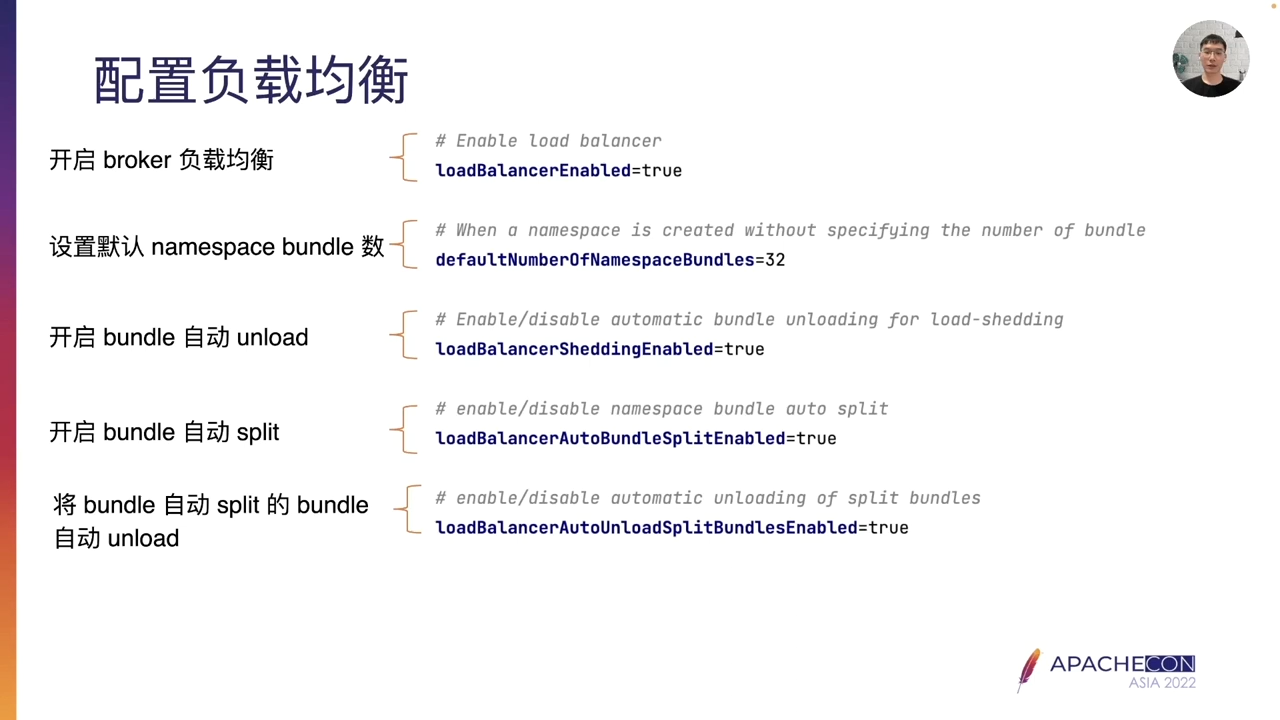 配置负载均衡
开启 broker 负载均衡
# Enable load balancer
loadBalancerEnabled=true
设置默认 namespace bundle 数
# When a namespace is created without specifying the number of bundle
defaultNumberOfNamespaceBundles=32
开启 bundle 自动 unload
# Enable/disable automatic bundle unloading for load-shedding
loadBalancerSheddingEnabled=true
开启 bundle 自动 split
# enable/disable namespace bundle auto split
loadBalancerAutoBundleSplitEnabled=true
将 bundle 自动 split 的 bundle
自动 unload
# enable/disable automatic unloading of split bundles
loadBalancerAutoUnloadSplitBundlesEnabled=true
APACHECON
ASIA 2022